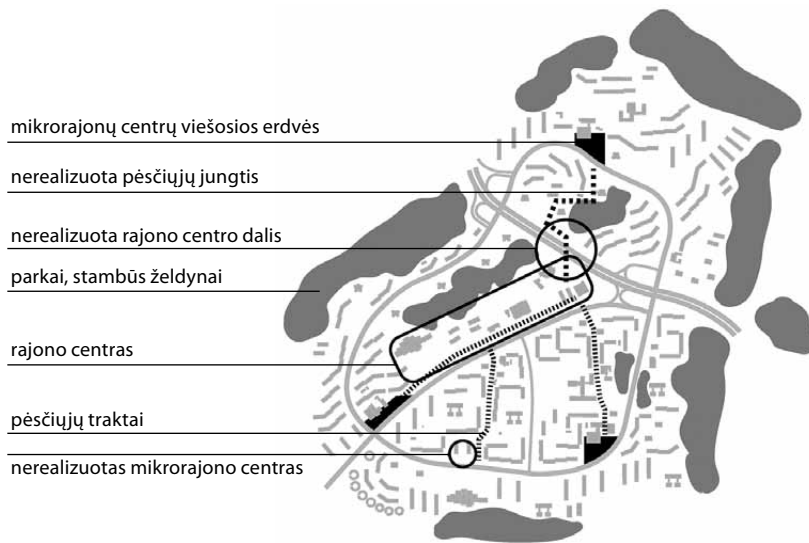 mikrorajonų centrų viešosios erdvės
nerealizuota pėsčiųjų jungtis
nerealizuota rajono centro dalis
parkai, stambūs želdynai
rajono centras
pėsčiųjų traktai
nerealizuotas mikrorajono centras